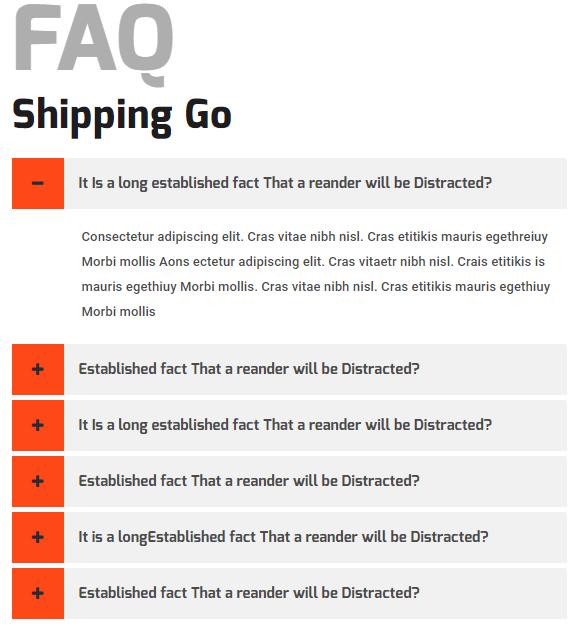 FAQ
Shipping Go
It Is a long established fact That a reander will be Distracted?
Consectetur adipiscing elit. Cras vitae nibh nisl. Cras etitikis mauris egethreiuy
Morbi mollis Aons ectetur adipiscing elit. Cras vitaetr nibh nisl. Crais etitikis is
mauris egethiuy Morbi mollis. Cras vitae nibh nisl. Cras etitikis mauris egethiuy
Morbi mollis
Established fact That a reander will be Distracted?
It Is a long established fact That a reander will be Distracted?
Established fact That a reander will be Distracted?
It is a longEstablished fact That a reander will be Distracted?
Established fact That a reander will be Distracted?